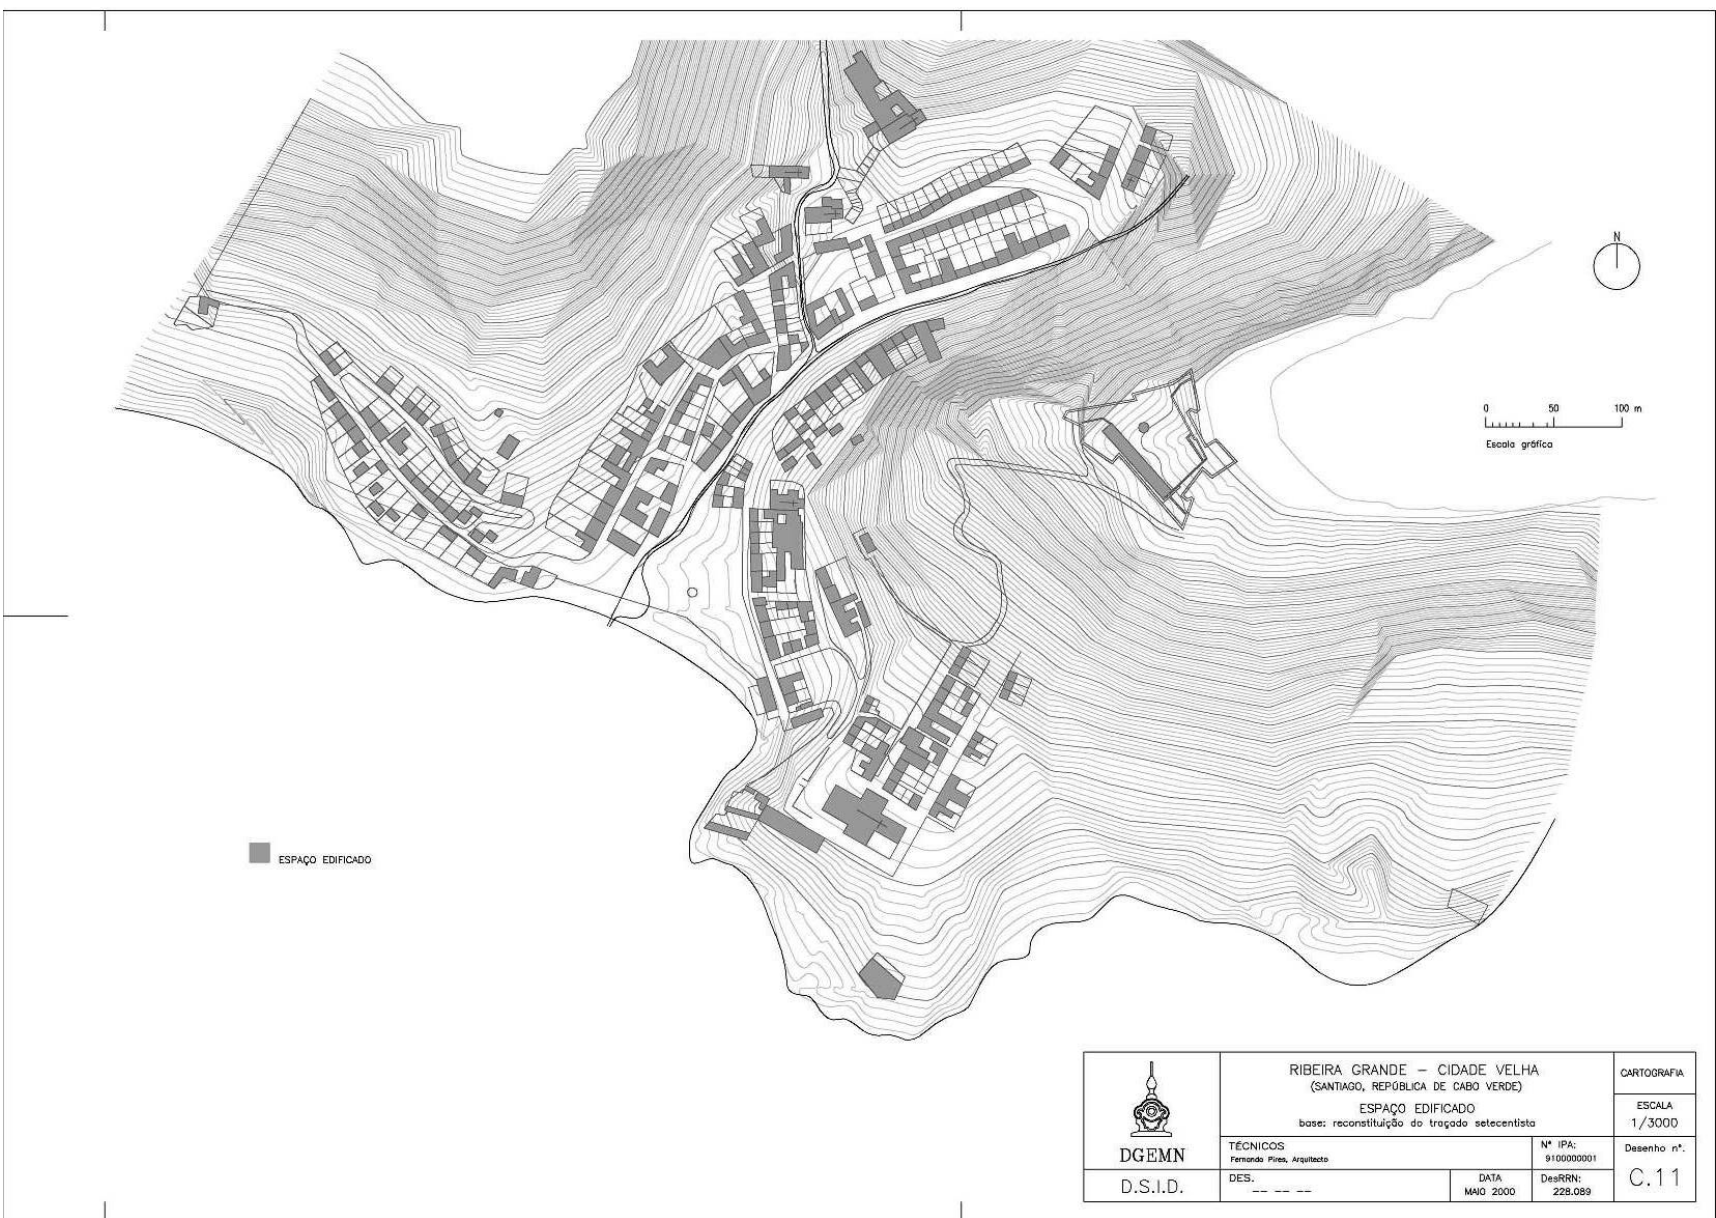 N
0 50 100 m
Escala gráfica
ESPAÇO EDIFICADO
DGEMN
D.S.I.D.
RIBEIRA GRANDE – CIDADE VELHA
(SANTIAGO, REPÚBLICA DE CABO VERDE)
ESPAÇO EDIFICADO
base: reconstituição do traçado setecentista
TÉCNICOS
Fernando Pires, Arquitecto
Nº IPA:
9100000001
DES.
-- -- --
DATA
MAIO 2000
DesRRN:
228.089
CARTOGRAFIA
ESCALA
1/3000
Desenho nº.
C.11